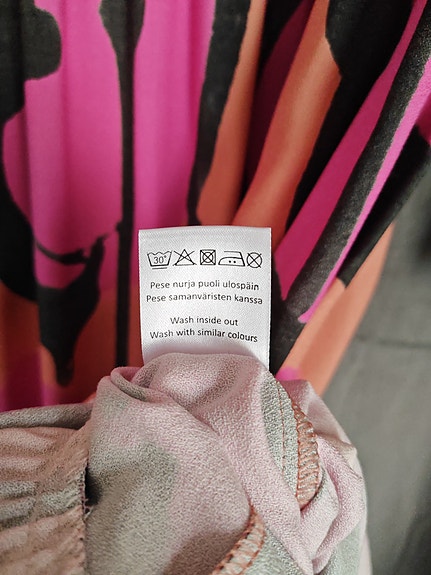 30°
Pese nurja puoli ulospäin
Pese samanväristen kanssa
Wash inside out
Wash with similar colours